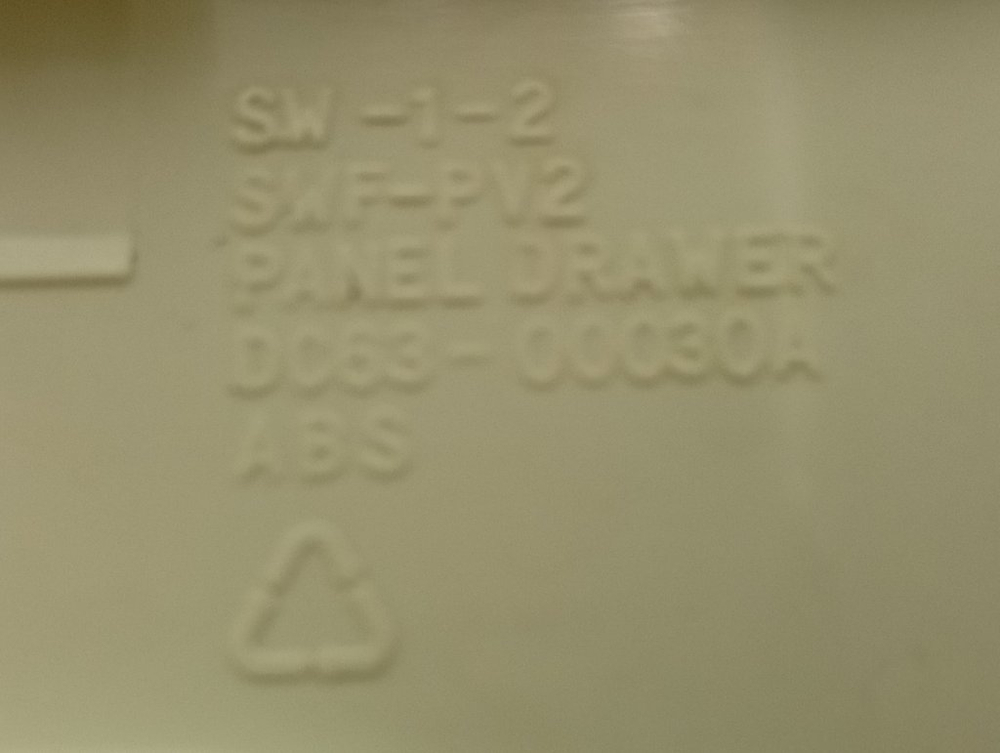 SW -1-2
SWF-PV2
PANEL DRAWER
DC63-00030A
ABS